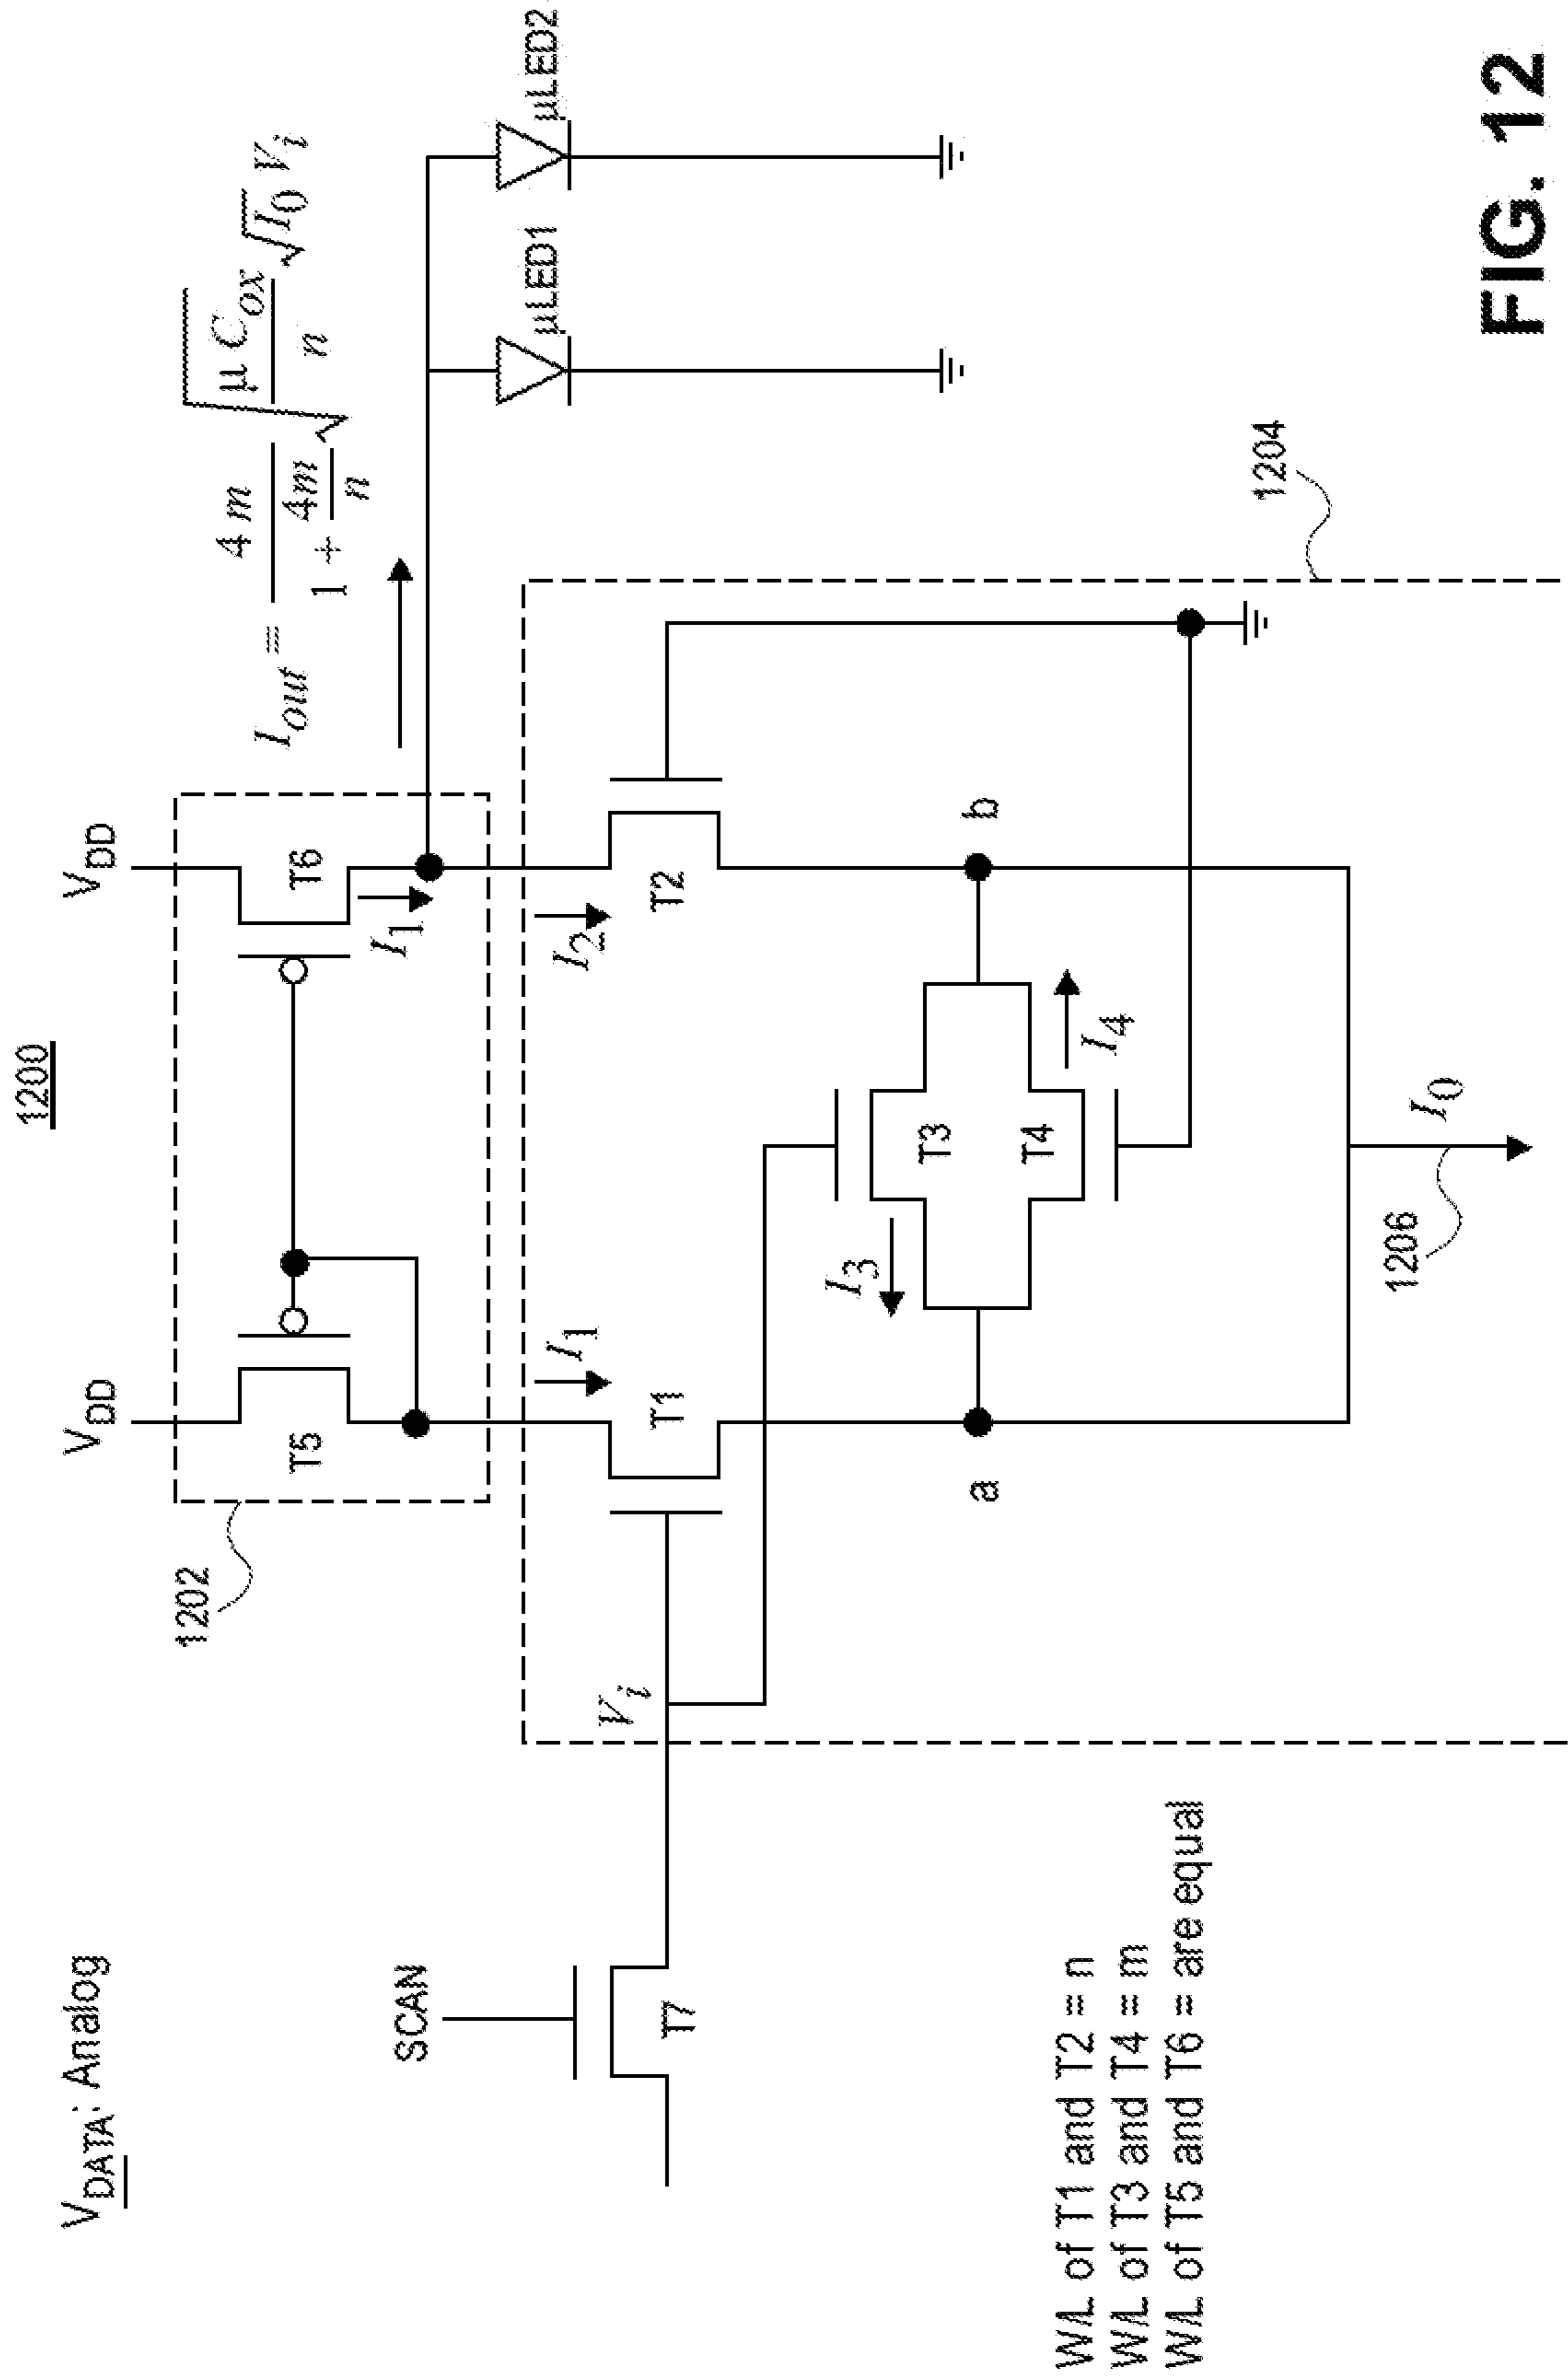 1200
V_DATA: Analog
V_DD
V_DD
1202
T5
T6
I_1
I_out = 4 m / (1 + 4m/n) √(μ C_ox / n) √I_0 V_i
SCAN
T7
V_i
I_1
I_2
T1
T2
μLED1
μLED2
I_3
T3
T4
I_4
a
b
1204
1206
I_0
W/L of T1 and T2 = n
W/L of T3 and T4 = m
W/L of T5 and T6 = are equal
FIG. 12